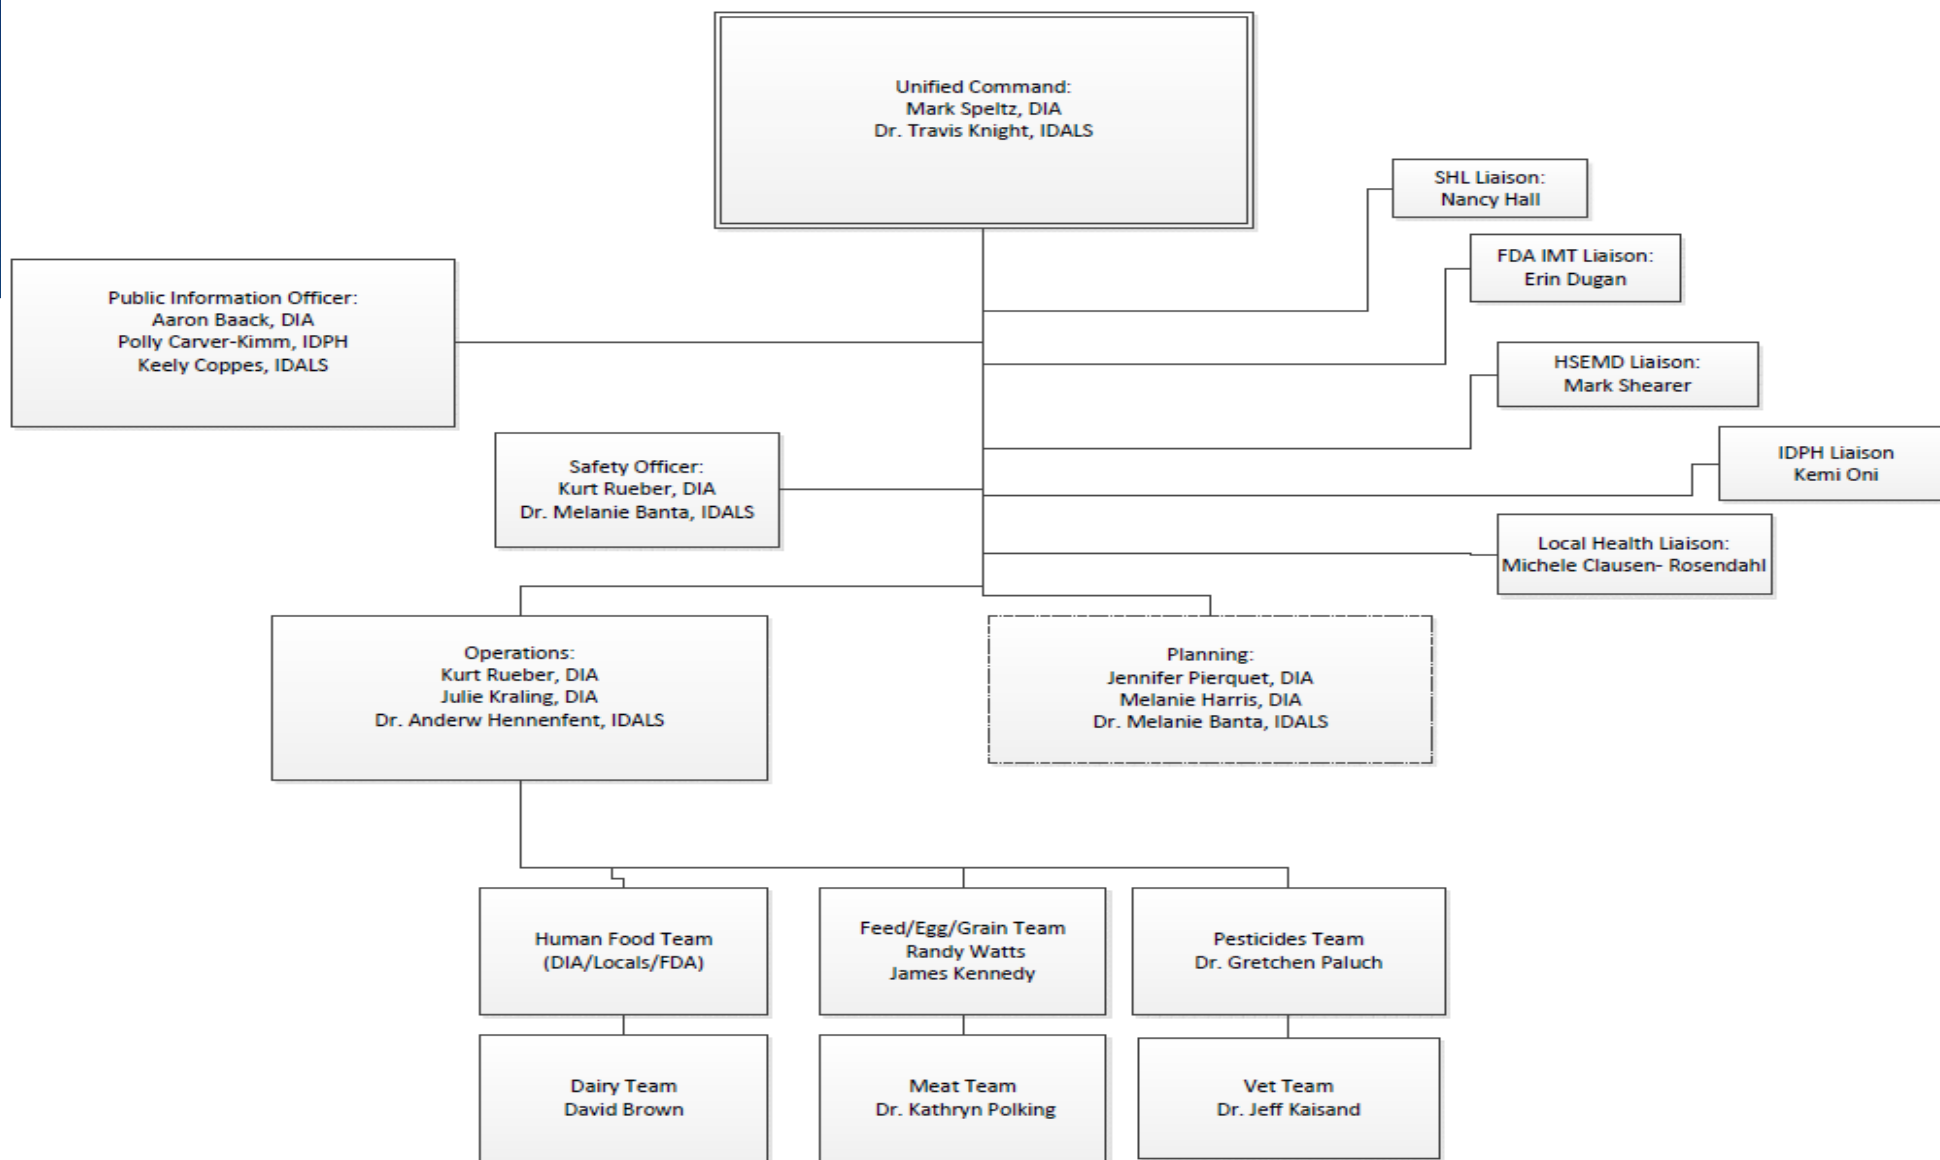 Unified Command:
Mark Speltz, DIA
Dr. Travis Knight, IDALS
SHL Liaison:
Nancy Hall
FDA IMT Liaison:
Erin Dugan
Public Information Officer:
Aaron Baack, DIA
Polly Carver-Kimm, IDPH
Keely Coppes, IDALS
HSEMD Liaison:
Mark Shearer
Safety Officer:
Kurt Rueber, DIA
Dr. Melanie Banta, IDALS
IDPH Liaison
Kemi Oni
Local Health Liaison:
Michele Clausen- Rosendahl
Operations:
Kurt Rueber, DIA
Julie Kraling, DIA
Dr. Anderw Hennenfent, IDALS
Planning:
Jennifer Pierquet, DIA
Melanie Harris, DIA
Dr. Melanie Banta, IDALS
Human Food Team
(DIA/Locals/FDA)
Feed/Egg/Grain Team
Randy Watts
James Kennedy
Pesticides Team
Dr. Gretchen Paluch
Dairy Team
David Brown
Meat Team
Dr. Kathryn Polking
Vet Team
Dr. Jeff Kaisand